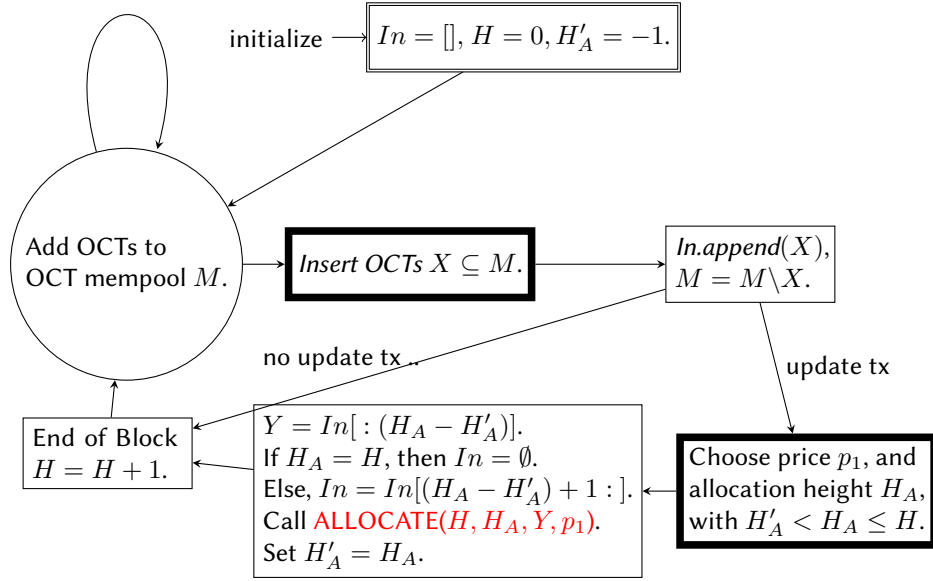 initialize
In = [], H = 0, H'_A = −1.
Add OCTs to
OCT mempool M.
Insert OCTs X ⊆ M.
In.append(X),
M = M\X.
no update tx ..
update tx
End of Block
H = H + 1.
Y = In[ : (H_A − H'_A)].
If H_A = H, then In = ∅.
Else, In = In[(H_A − H'_A) + 1 : ].
Call ALLOCATE(H, H_A, Y, p_1).
Set H'_A = H_A.
Choose price p_1, and
allocation height H_A,
with H'_A < H_A ≤ H.